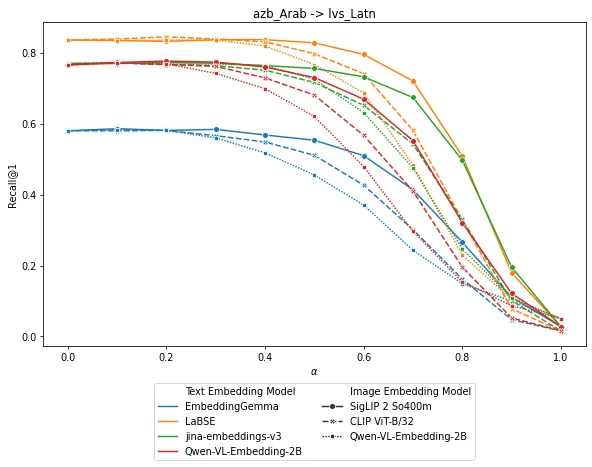 azb_Arab -> lvs_Latn
Recall@1
0.8
0.6
0.4
0.2
0.0
0.0 0.2 0.4 0.6 0.8 1.0
α
Text Embedding Model Image Embedding Model
EmbeddingGemma SigLIP 2 So400m
LaBSE CLIP ViT-B/32
jina-embeddings-v3 Qwen-VL-Embedding-2B
Qwen-VL-Embedding-2B